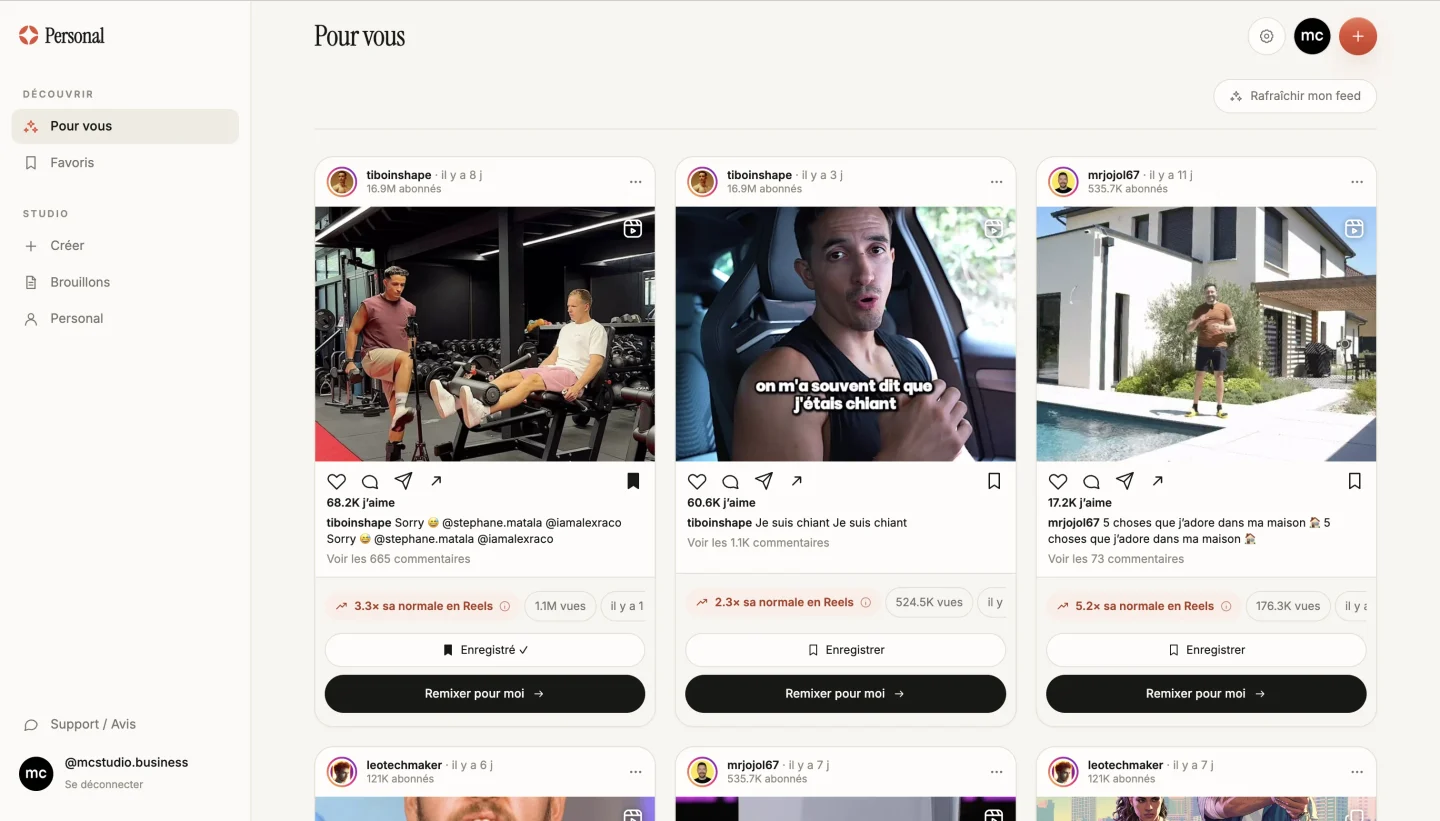 Personal
DÉCOUVRIR
Pour vous
Favoris
STUDIO
Créer
Brouillons
Personal
Support / Avis
mc
@mcstudio.business
Se déconnecter
Pour vous
mc
Rafraîchir mon feed
tiboinshape · il y a 8 j
16.9M abonnés
68.2K j’aime
tiboinshape Sorry 😅 @stephane.matala @iamalexraco
Sorry 😅 @stephane.matala @iamalexraco
Voir les 665 commentaires
3.3× sa normale en Reels
1.1M vues
il y a 1
Enregistré ✓
Remixer pour moi →
tiboinshape · il y a 3 j
16.9M abonnés
on m'a souvent dit que
j'étais chiant
60.6K j’aime
tiboinshape Je suis chiant Je suis chiant
Voir les 1.1K commentaires
2.3× sa normale en Reels
524.5K vues
il y
Enregistrer
Remixer pour moi →
mrjojol67 · il y a 11 j
535.7K abonnés
17.2K j’aime
mrjojol67 5 choses que j’adore dans ma maison 🏠 5
choses que j’adore dans ma maison 🏠
Voir les 73 commentaires
5.2× sa normale en Reels
176.3K vues
il y a
Enregistrer
Remixer pour moi →
leotechmaker · il y a 6 j
121K abonnés
mrjojol67 · il y a 7 j
535.7K abonnés
leotechmaker · il y a 7 j
121K abonnés